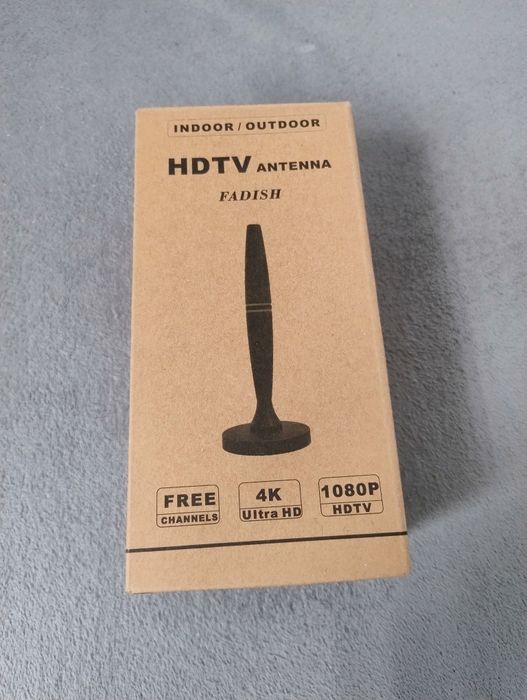 INDOOR / OUTDOOR
HDTV ANTENNA
FADISH
FREE
CHANNELS
4K
Ultra HD
1080P
HDTV